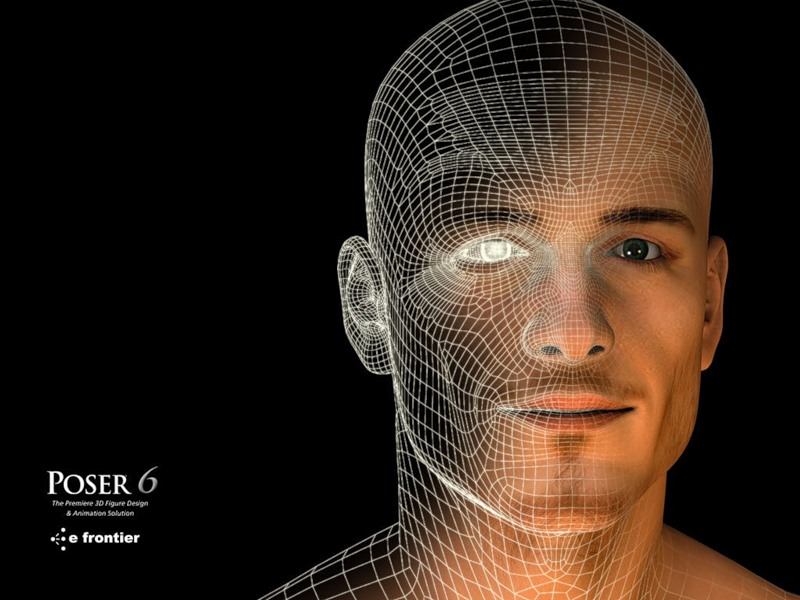 POSER 6
The Premiere 3D Figure Design
& Animation Solution
e frontier